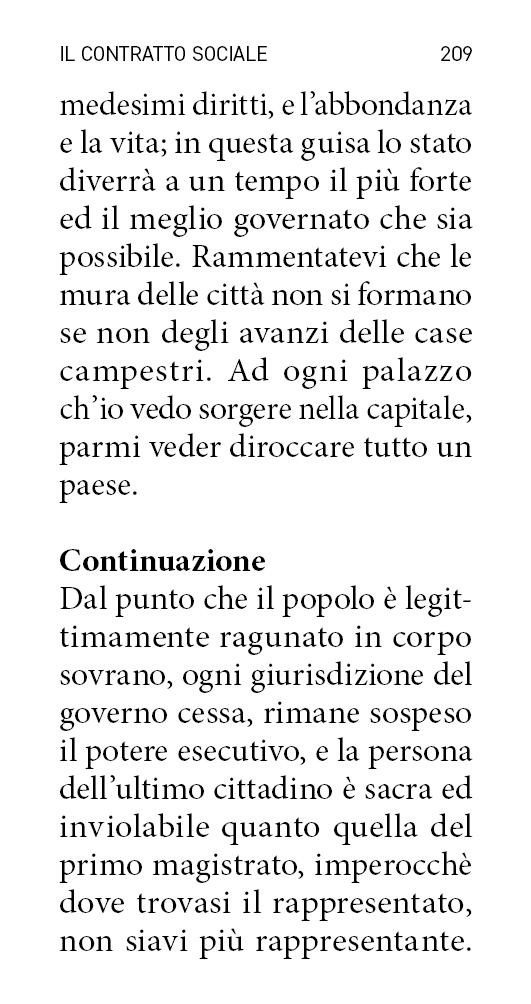 IL CONTRATTO SOCIALE 209
medesimi diritti, e l’abbondanza
e la vita; in questa guisa lo stato
diverrà a un tempo il più forte
ed il meglio governato che sia
possibile. Rammentatevi che le
mura delle città non si formano
se non degli avanzi delle case
campestri. Ad ogni palazzo
ch’io vedo sorgere nella capitale,
parmi veder diroccare tutto un
paese.
Continuazione
Dal punto che il popolo è legit-
timamente ragunato in corpo
sovrano, ogni giurisdizione del
governo cessa, rimane sospeso
il potere esecutivo, e la persona
dell’ultimo cittadino è sacra ed
inviolabile quanto quella del
primo magistrato, imperocchè
dove trovasi il rappresentato,
non siavi più rappresentante.